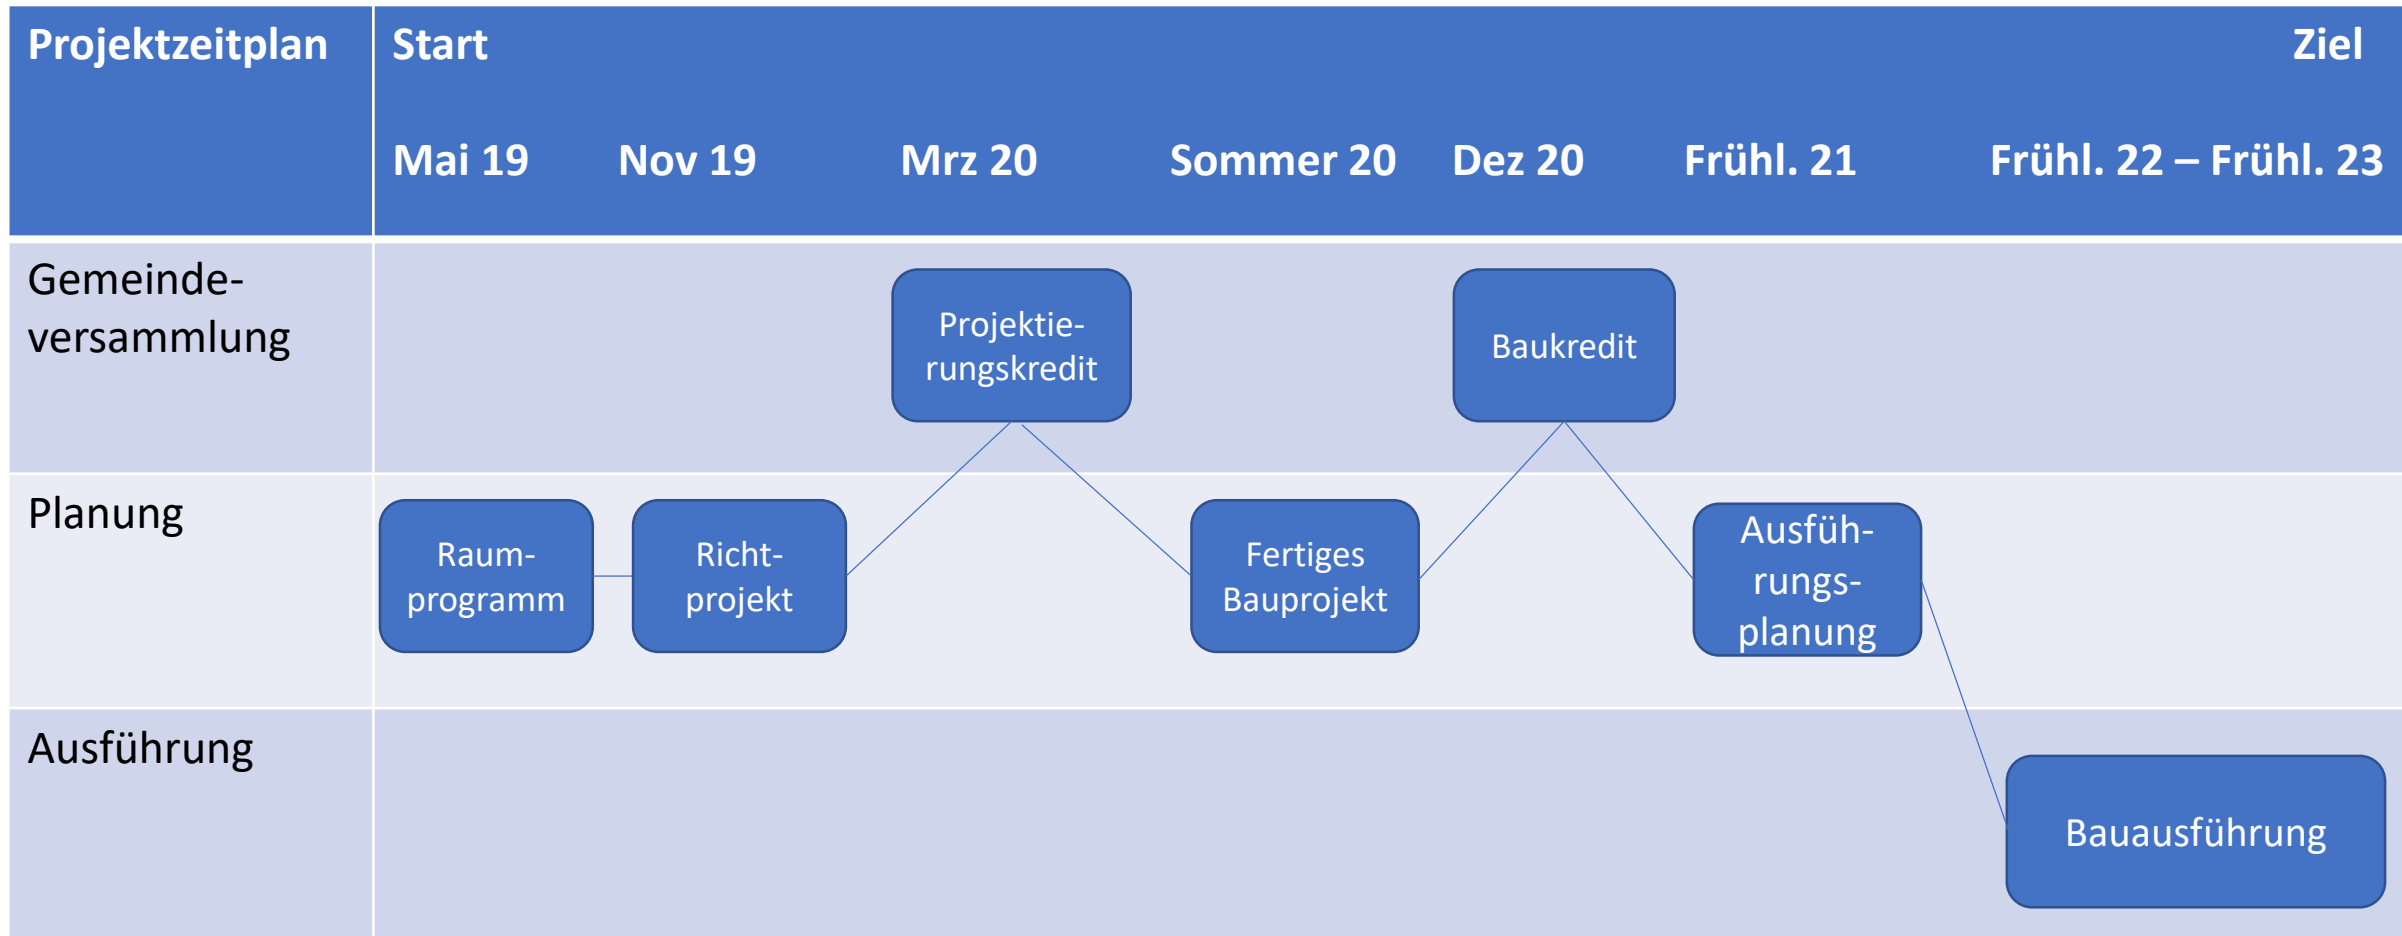 Projektzeitplan
Start
Ziel
Mai 19
Nov 19
Mrz 20
Sommer 20
Dez 20
Frühl. 21
Frühl. 22 – Frühl. 23
Gemeinde-
versammlung
Projektie-
rungskredit
Baukredit
Planung
Raum-
programm
Richt-
projekt
Fertiges
Bauprojekt
Ausfüh-
rungs-
planung
Ausführung
Bauausführung